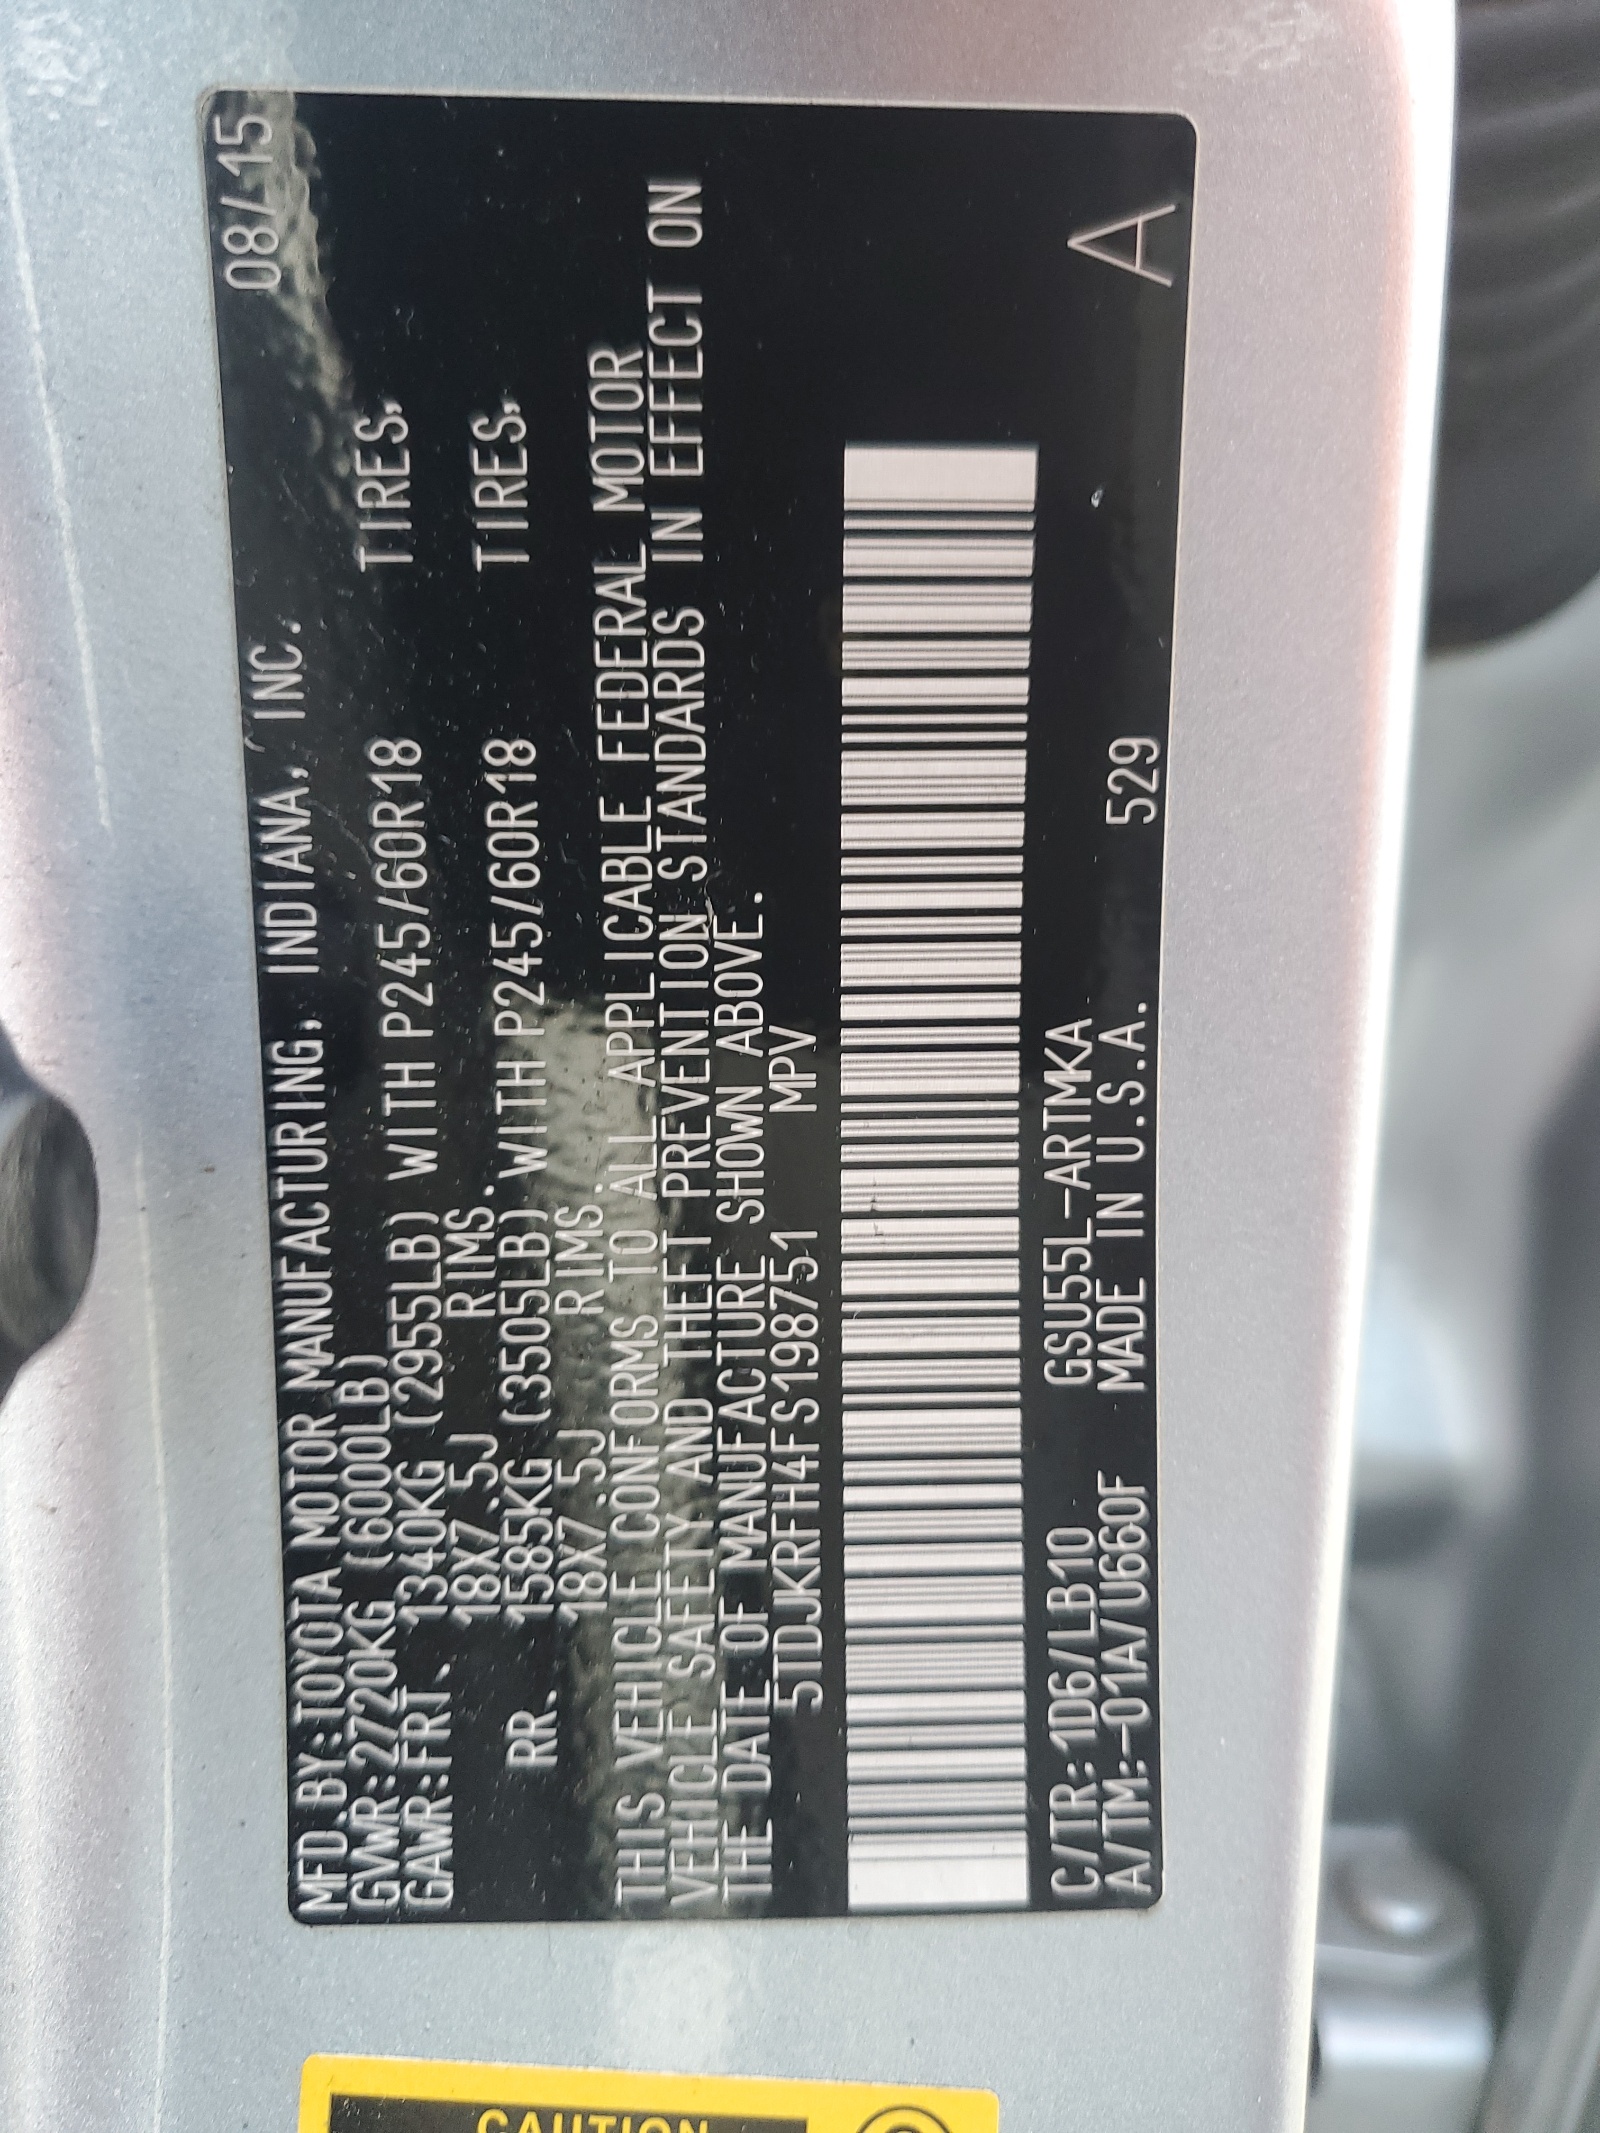 08/15
MFD.BY:TOYOTA MOTOR MANUFACTURING, INDIANA, INC.
GVWR:2720KG (6000LB)
GAWR:FRT. 1340KG (2955LB) WITH P245/60R18 TIRES,
18X7.5J RIMS.
RR. 1585KG (3505LB) WITH P245/60R18 TIRES,
18X7.5J RIMS.
THIS VEHICLE CONFORMS TO ALL APPLICABLE FEDERAL MOTOR
VEHICLE SAFETY AND THEFT PREVENTION STANDARDS IN EFFECT ON
THE DATE OF MANUFACTURE SHOWN ABOVE.
5TDJKRFH4FS198751 MPV
C/TR:1D6/LB10 GSU55L-ARTMKA
A/TM:-01A/U660F MADE IN U.S.A. 529 A
CAUTION